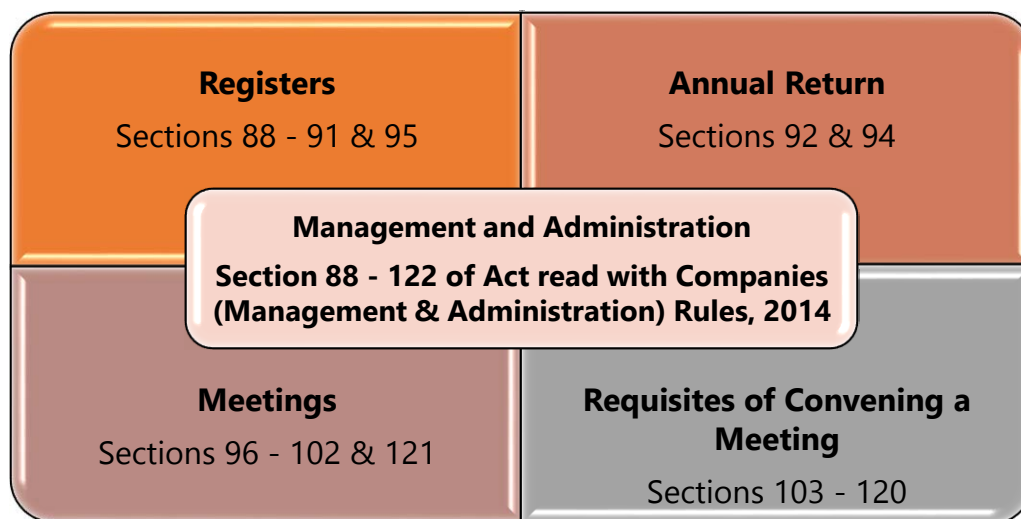 Registers
Sections 88 - 91 & 95
Annual Return
Sections 92 & 94
Management and Administration
Section 88 - 122 of Act read with Companies
(Management & Administration) Rules, 2014
Meetings
Sections 96 - 102 & 121
Requisites of Convening a
Meeting
Sections 103 - 120